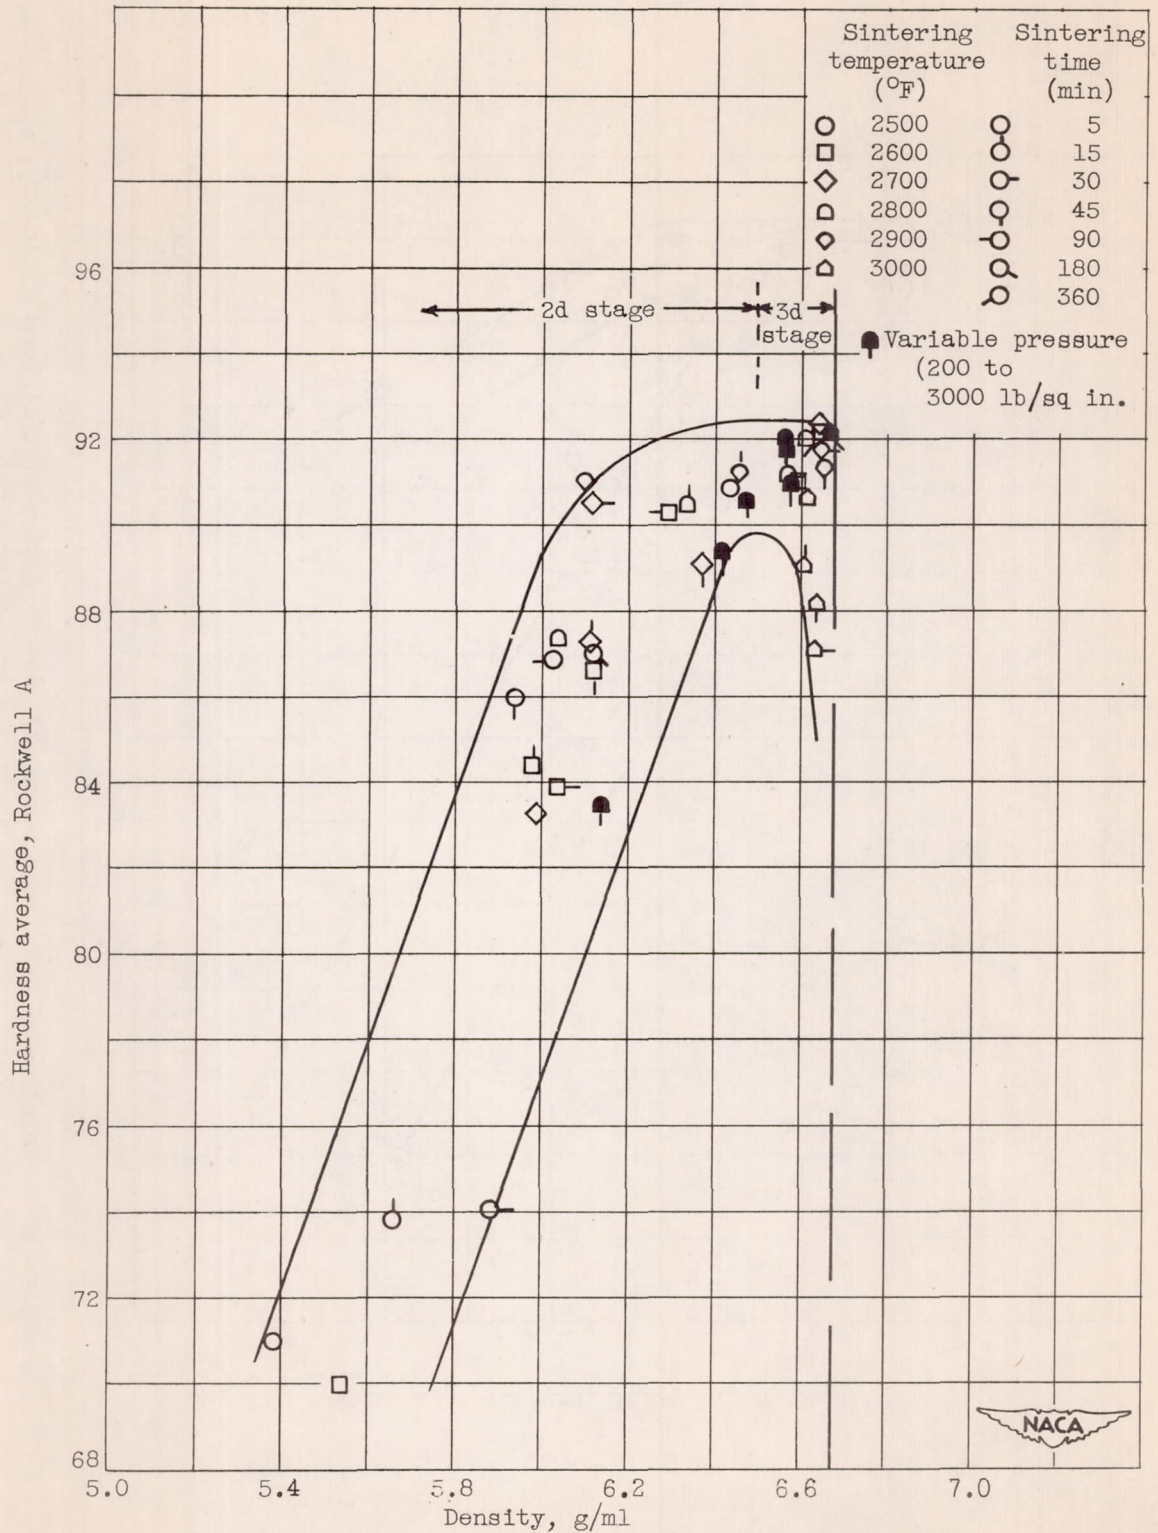 Sintering Sintering
temperature time
(°F) (min)
2500 5
2600 15
2700 30
2800 45
2900 90
3000 180
360
96
2d stage 3d
stage
Variable pressure
(200 to
3000 lb/sq in.
92
88
84
80
76
72
68
Hardness average, Rockwell A
NACA
5.0 5.4 5.8 6.2 6.6 7.0
Density, g/ml